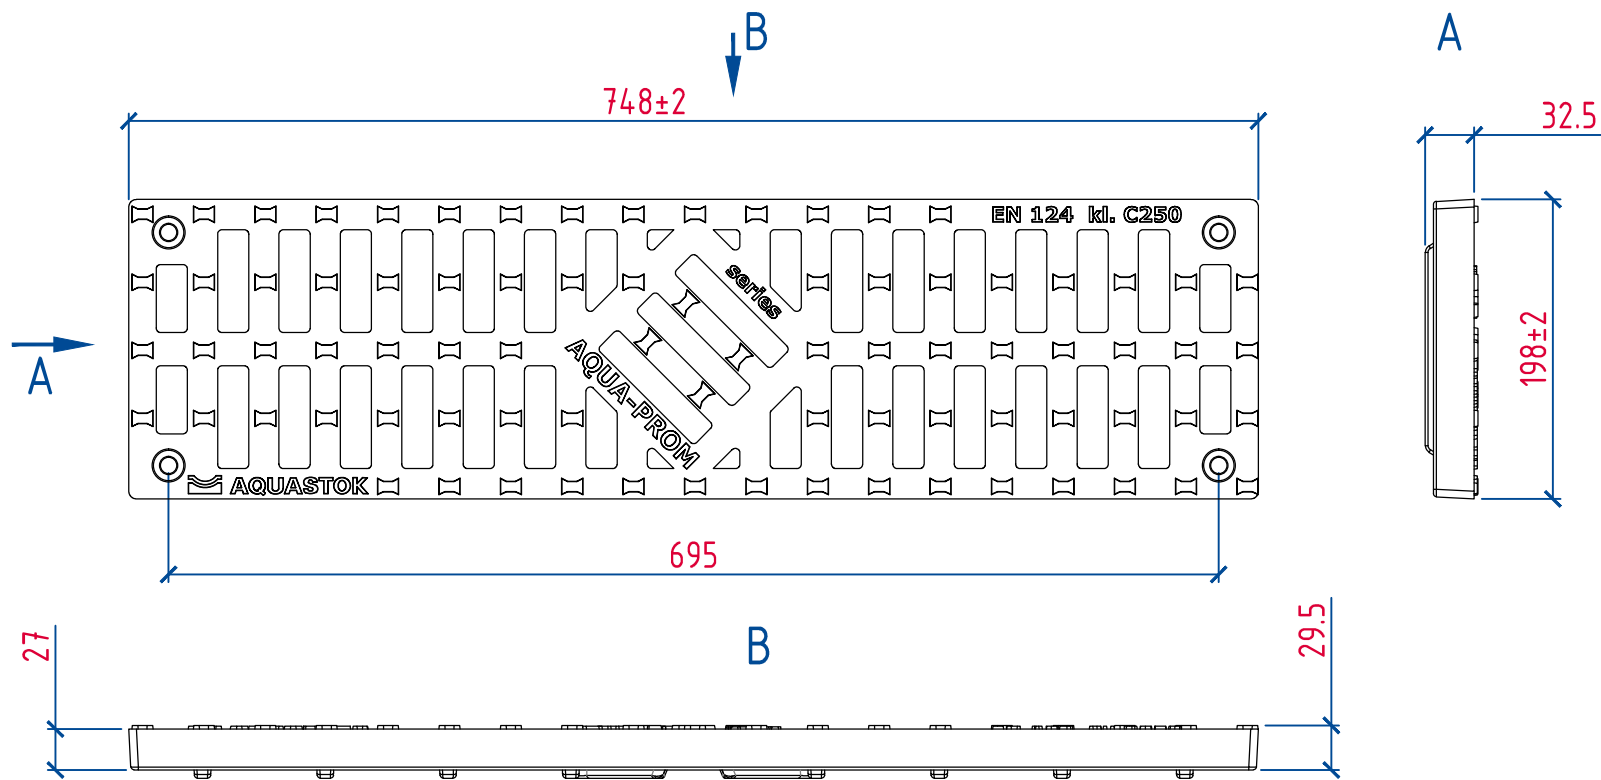 B
A
748±2
32.5
EN 124 kl. C250
series
198±2
A
AQUA-PROM
AQUASTOK
695
27
B
29.5